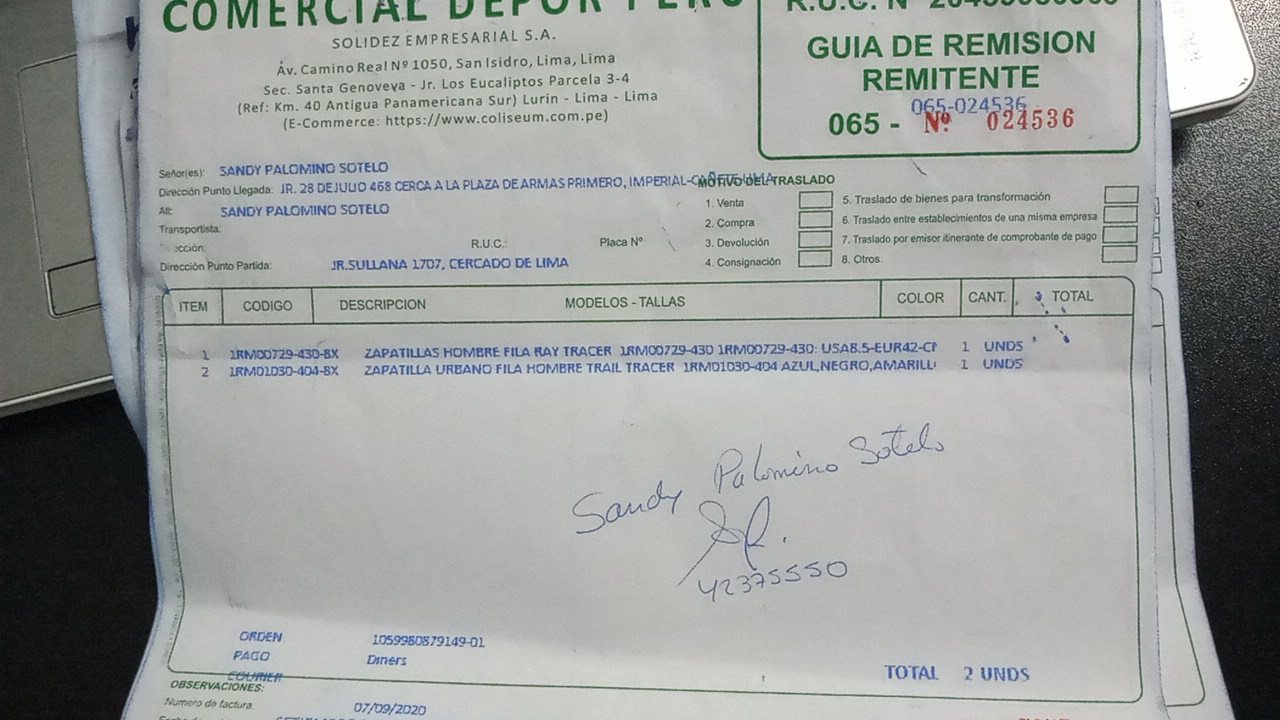 COMERCIAL DEPOR PERU
SOLIDEZ EMPRESARIAL S.A.
Av. Camino Real Nº 1050, San Isidro, Lima, Lima
Sec. Santa Genoveva - Jr. Los Eucaliptos Parcela 3-4
(Ref: Km. 40 Antigua Panamericana Sur) Lurin - Lima - Lima
(E-Commerce: https://www.coliseum.com.pe)
R.U.C. Nº
GUIA DE REMISION
REMITENTE
065-024536
065 - Nº 024536
Señor(es): SANDY PALOMINO SOTELO
Dirección Punto Llegada: JR. 28 DE JULIO 468 CERCA A LA PLAZA DE ARMAS PRIMERO, IMPERIAL-CAÑETE-LIMA
Att: SANDY PALOMINO SOTELO
Transportista:
R.U.C.: Placa Nº
Dirección Punto Partida: JR.SULLANA 1707, CERCADO DE LIMA
MOTIVO DEL TRASLADO
1. Venta
2. Compra
3. Devolución
4. Consignación
5. Traslado de bienes para transformación
6. Traslado entre establecimientos de una misma empresa
7. Traslado por emisor itinerante de comprobante de pago
8. Otros
ITEM CODIGO DESCRIPCION MODELOS - TALLAS COLOR CANT. TOTAL
1 1RM00729-430-8X ZAPATILLAS HOMBRE FILA RAY TRACER 1RM00729-430 1RM00729-430: USA8.5-EUR42-CM 1 UNDS
2 1RM01030-404-8X ZAPATILLA URBANO FILA HOMBRE TRAIL TRACER 1RM01030-404 AZUL,NEGRO,AMARILL 1 UNDS
Sandy Palomino Sotelo
42375550
ORDEN 1059980879149-01
PAGO Diners
COURIER
TOTAL 2 UNDS
OBSERVACIONES:
Numero de factura:
07/09/2020